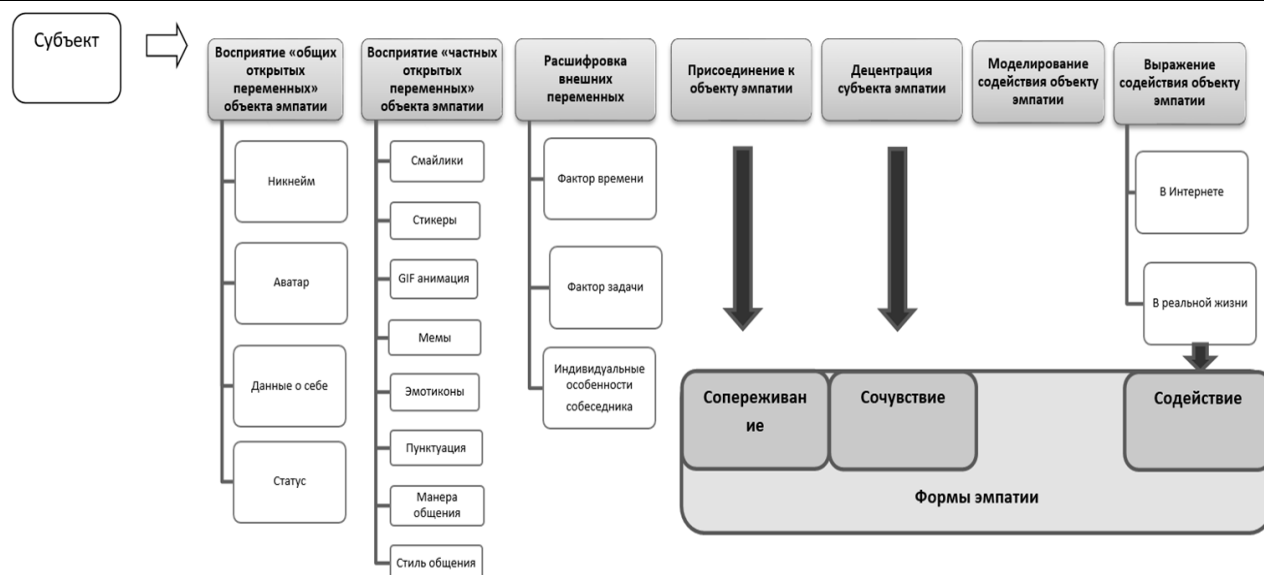 Субъект
Восприятие «общих
открытых
переменных»
объекта эмпатии
Никнейм
Аватар
Данные о себе
Статус
Восприятие «частных
открытых
переменных»
объекта эмпатии
Смайлики
Стикеры
GIF анимация
Мемы
Эмотиконы
Пунктуация
Манера
общения
Стиль общения
Расшифровка
внешних
переменных
Фактор времени
Фактор задачи
Индивидуальные
особенности
собеседника
Присоединение к
объекту эмпатии
Децентрация
субъекта эмпатии
Моделирование
содействия объекту
эмпатии
Выражение
содействия объекту
эмпатии
В Интернете
В реальной жизни
Сопереживан
ие
Сочувствие
Содействие
Формы эмпатии